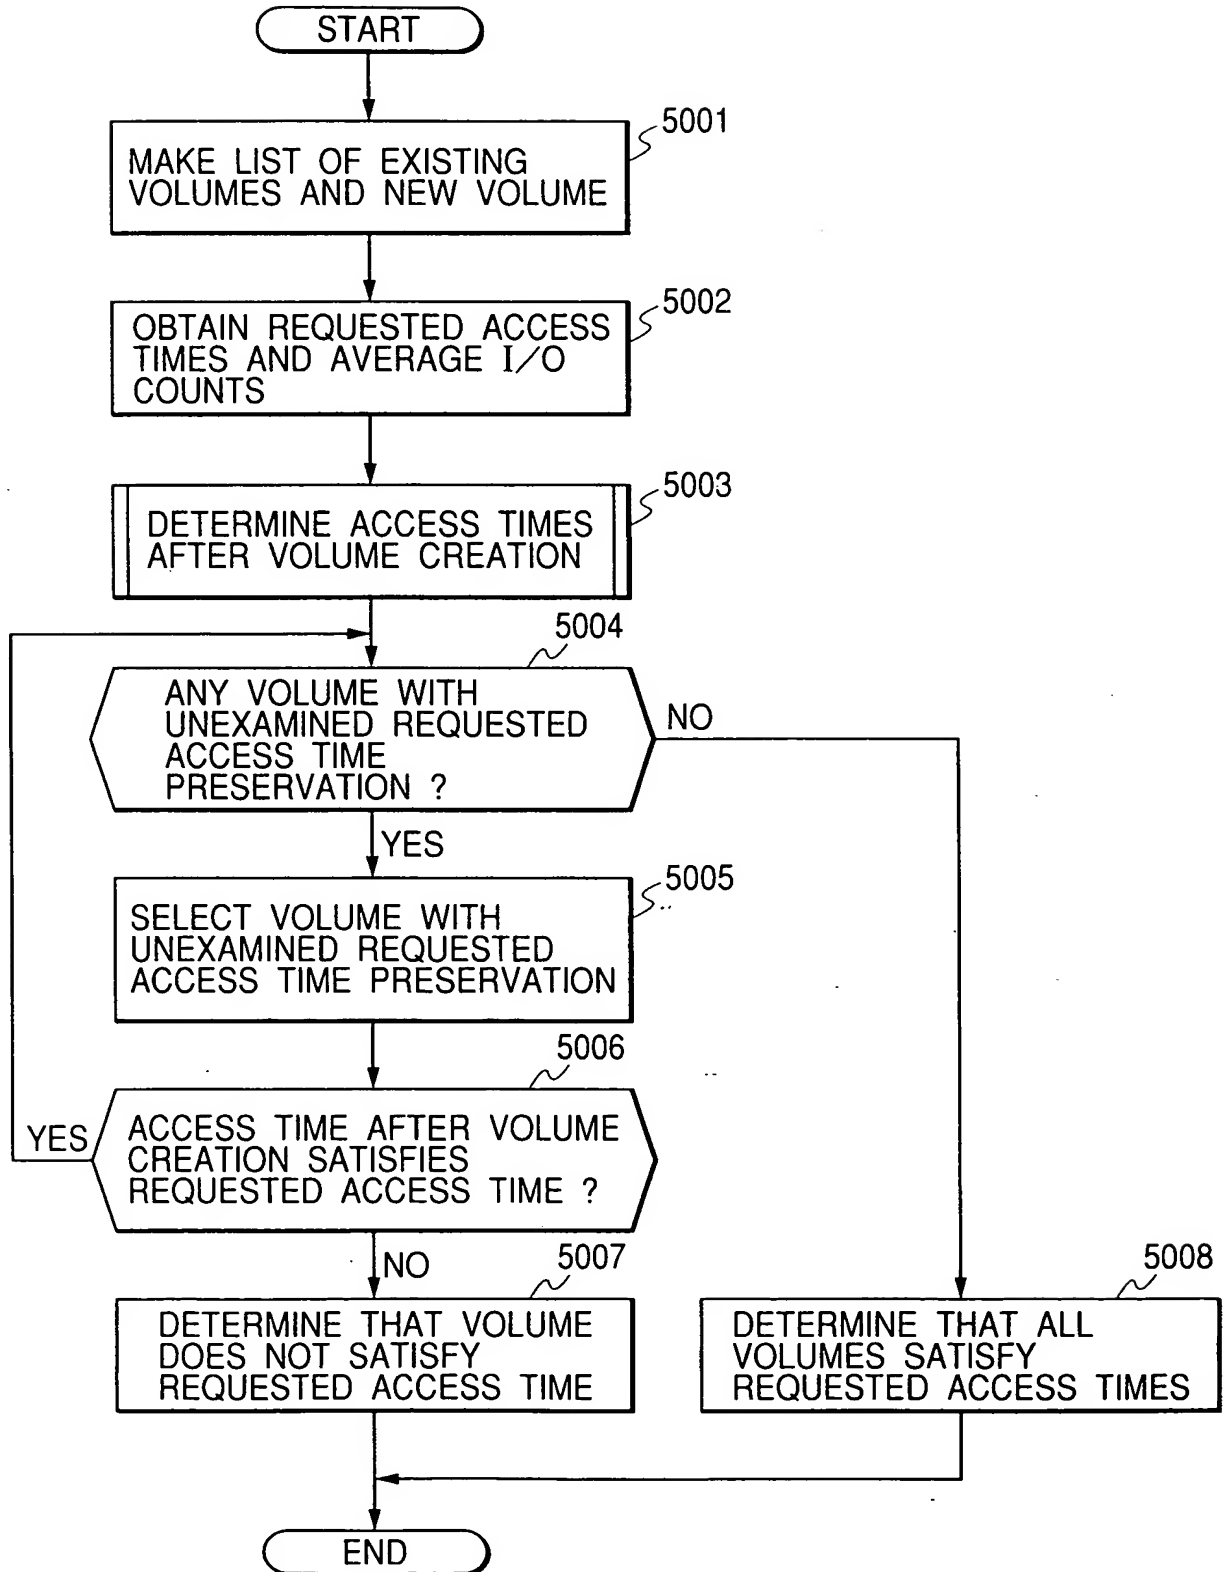 START
5001
MAKE LIST OF EXISTING
VOLUMES AND NEW VOLUME
5002
OBTAIN REQUESTED ACCESS
TIMES AND AVERAGE I/O
COUNTS
5003
DETERMINE ACCESS TIMES
AFTER VOLUME CREATION
5004
ANY VOLUME WITH
UNEXAMINED REQUESTED
ACCESS TIME
PRESERVATION ?
NO
YES
5005
SELECT VOLUME WITH
UNEXAMINED REQUESTED
ACCESS TIME PRESERVATION
5006
YES
ACCESS TIME AFTER VOLUME
CREATION SATISFIES
REQUESTED ACCESS TIME ?
NO
5007
DETERMINE THAT VOLUME
DOES NOT SATISFY
REQUESTED ACCESS TIME
5008
DETERMINE THAT ALL
VOLUMES SATISFY
REQUESTED ACCESS TIMES
END